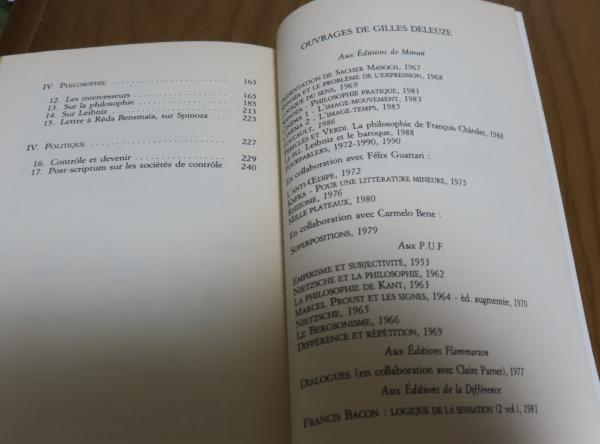 IV. PHILOSOPHIE 163
12. Les intercesseurs 165
13. Sur la philosophie 185
14. Sur Leibniz 213
15. Lettre à Réda Bensmaïa, sur Spinoza 223
IV. POLITIQUE 227
16. Contrôle et devenir 229
17. Post-scriptum sur les sociétés de contrôle 240
OUVRAGES DE GILLES DELEUZE
Aux Éditions de Minuit
PRÉSENTATION DE SACHER MASOCH, 1967
SPINOZA ET LE PROBLÈME DE L'EXPRESSION, 1968
LOGIQUE DU SENS, 1969
SPINOZA - PHILOSOPHIE PRATIQUE, 1981
CINÉMA 1 - L'IMAGE-MOUVEMENT, 1983
CINÉMA 2 - L'IMAGE-TEMPS, 1985
FOUCAULT, 1986
PÉRICLÈS ET VERDI. La philosophie de François Châtelet, 1988
LE PLI. Leibniz et le baroque, 1988
POURPARLERS, 1972-1990, 1990
En collaboration avec Félix Guattari :
L'ANTI-ŒDIPE, 1972
KAFKA - POUR UNE LITTÉRATURE MINEURE, 1975
RHIZOME, 1976
MILLE PLATEAUX, 1980
En collaboration avec Carmelo Bene :
SUPERPOSITIONS, 1979
Aux P.U.F.
EMPIRISME ET SUBJECTIVITÉ, 1953
NIETZSCHE ET LA PHILOSOPHIE, 1962
LA PHILOSOPHIE DE KANT, 1963
MARCEL PROUST ET LES SIGNES, 1964 - éd. augmentée, 1970
NIETZSCHE, 1965
LE BERGSONISME, 1966
DIFFÉRENCE ET RÉPÉTITION, 1969
Aux Éditions Flammarion
DIALOGUES (en collaboration avec Claire Parnet), 1977
Aux Éditions de la Différence
FRANCIS BACON : LOGIQUE DE LA SENSATION (2 vol.), 1981